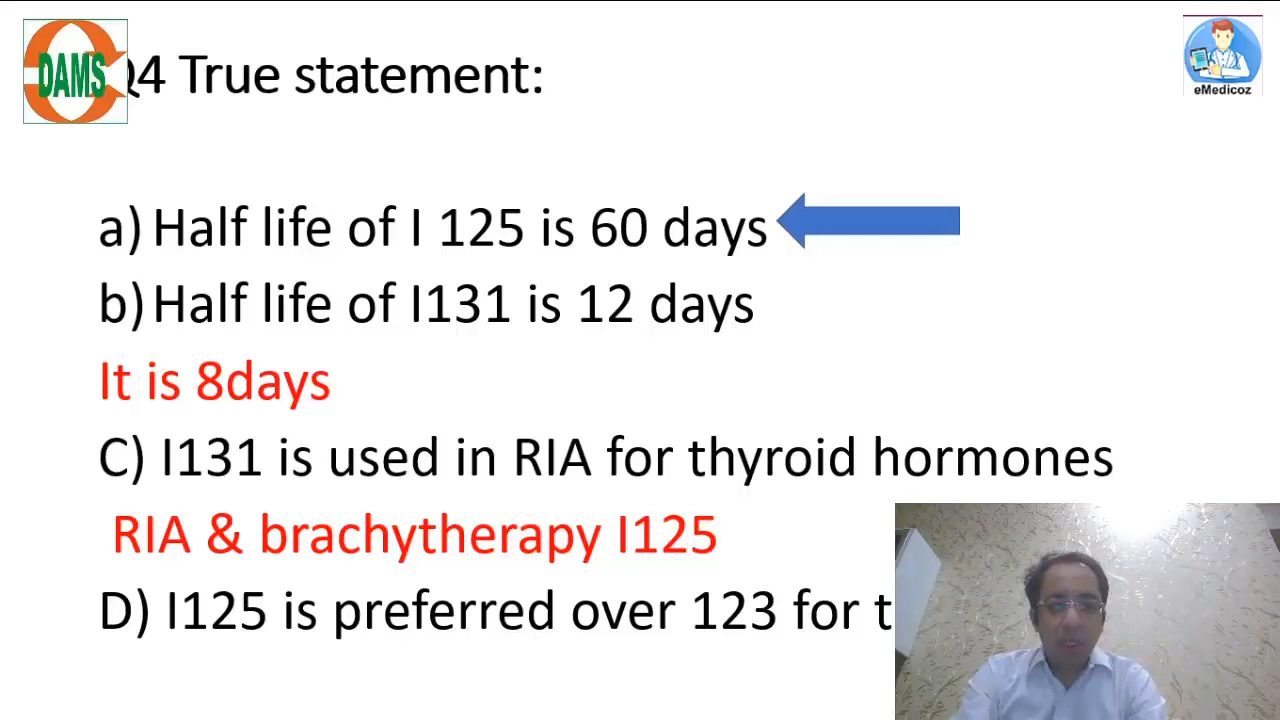 DAMS
Q4 True statement:
eMedicoz
a) Half life of I 125 is 60 days
b) Half life of I131 is 12 days
It is 8days
C) I131 is used in RIA for thyroid hormones
RIA & brachytherapy I125
D) I125 is preferred over 123 for t